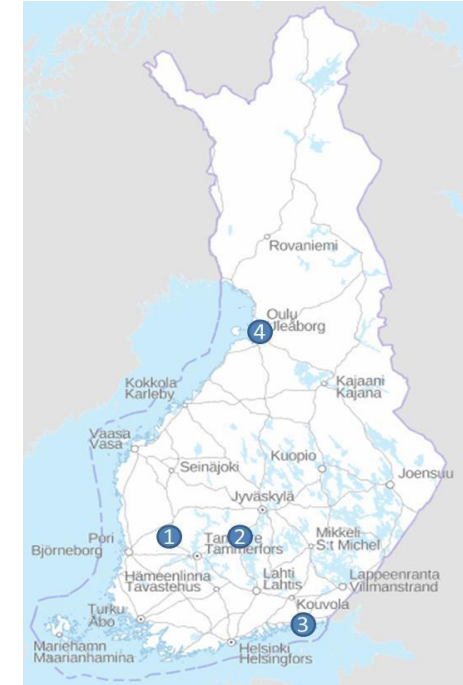 Rovaniemi
Oulu
Uleåborg
4
Kajaani
Kajana
Kokkola
Karleby
Vaasa
Vasa
Seinäjoki
Kuopio
Joensuu
Jyväskylä
1
2
Pori
Björneborg
Tammerfors
Mikkeli
S:t Michel
Hämeenlinna
Tavastehus
Lahti
Lahtis
Lappeenranta
Villmanstrand
Kouvola
3
Turku
Åbo
Mariehamn
Maarianhamina
Helsinki
Helsingfors